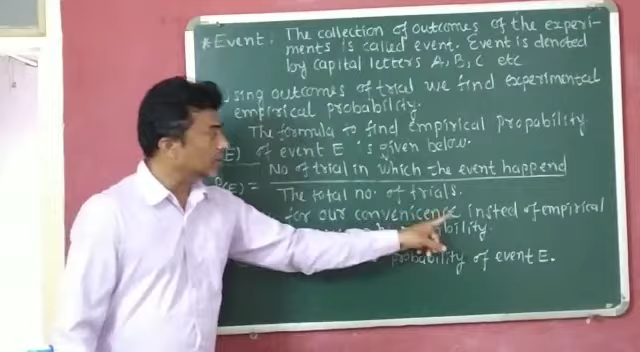 * Event: The collection of outcomes of the experi-
ments is called event. Event is denoted
by capital letters A, B, C etc
using outcomes of trial we find experimental
empirical probability.
The formula to find empirical Propability
(E) of event E is given below.
P(E) = No of trial in which the event happend
The total no. of trials.
for our convenicence insted of empirical
bility.
probability of event E.